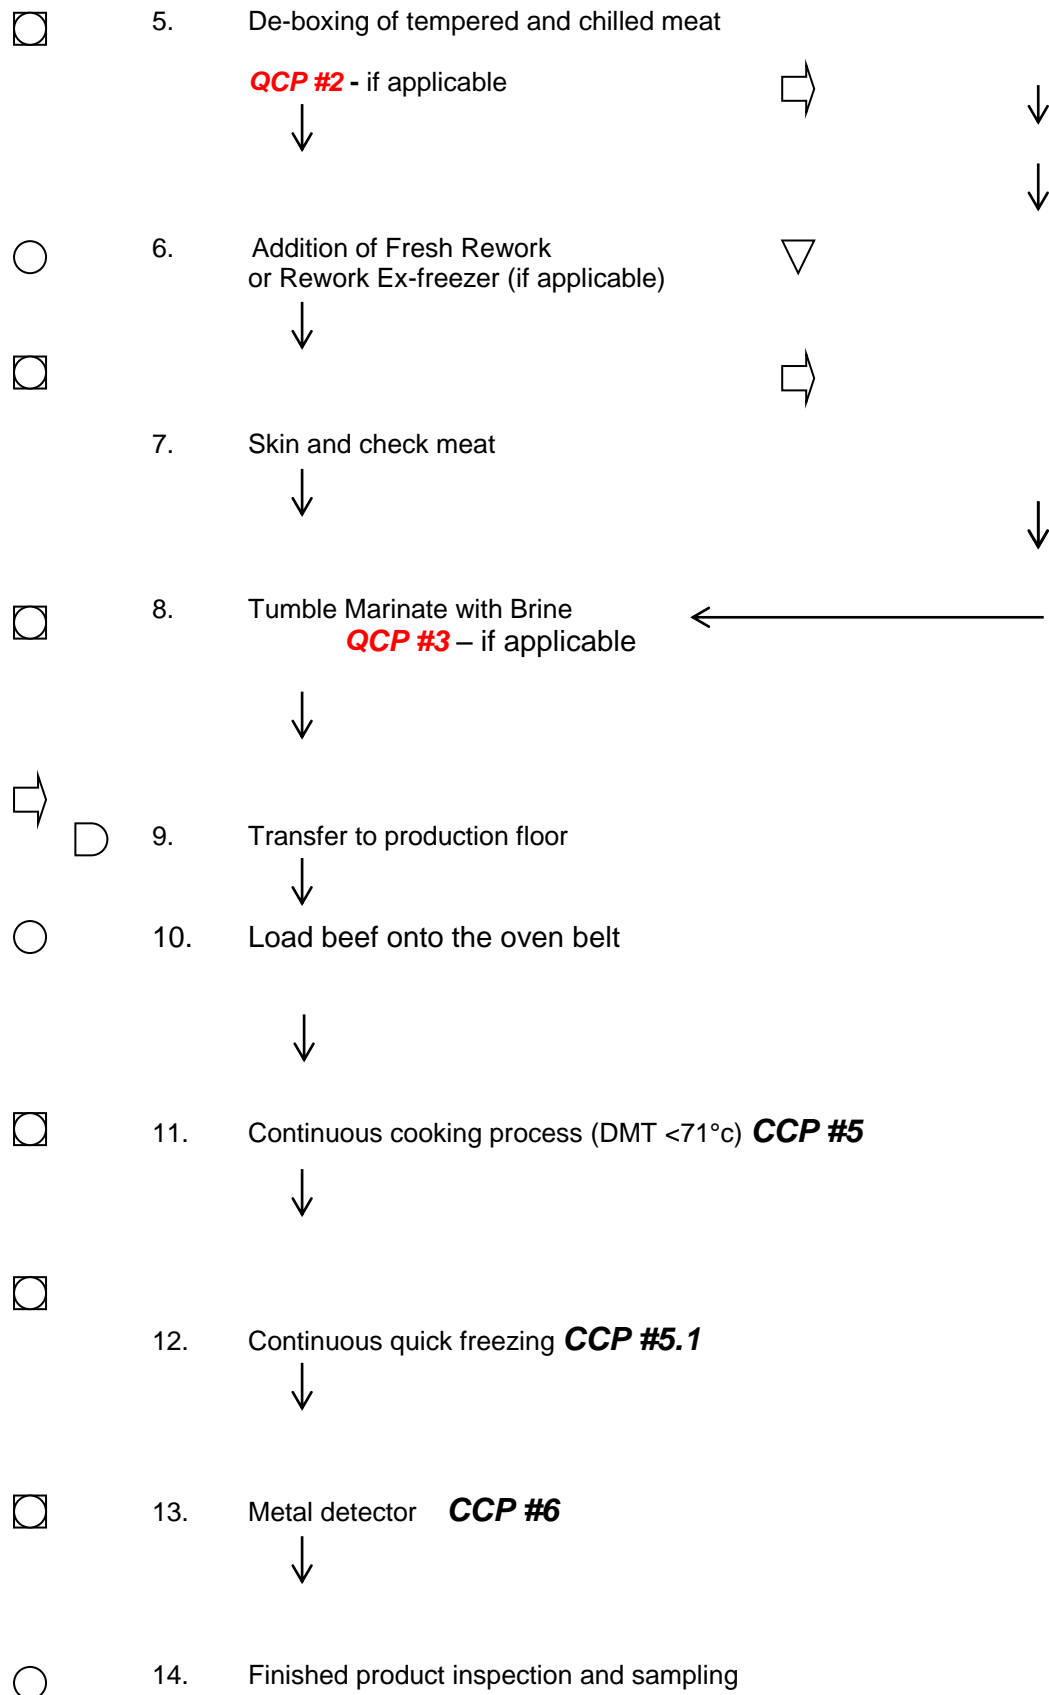 5. De-boxing of tempered and chilled meat
QCP #2 - if applicable
6. Addition of Fresh Rework
or Rework Ex-freezer (if applicable)
7. Skin and check meat
8. Tumble Marinate with Brine
QCP #3 – if applicable
9. Transfer to production floor
10. Load beef onto the oven belt
11. Continuous cooking process (DMT <71°c) CCP #5
12. Continuous quick freezing CCP #5.1
13. Metal detector CCP #6
14. Finished product inspection and sampling